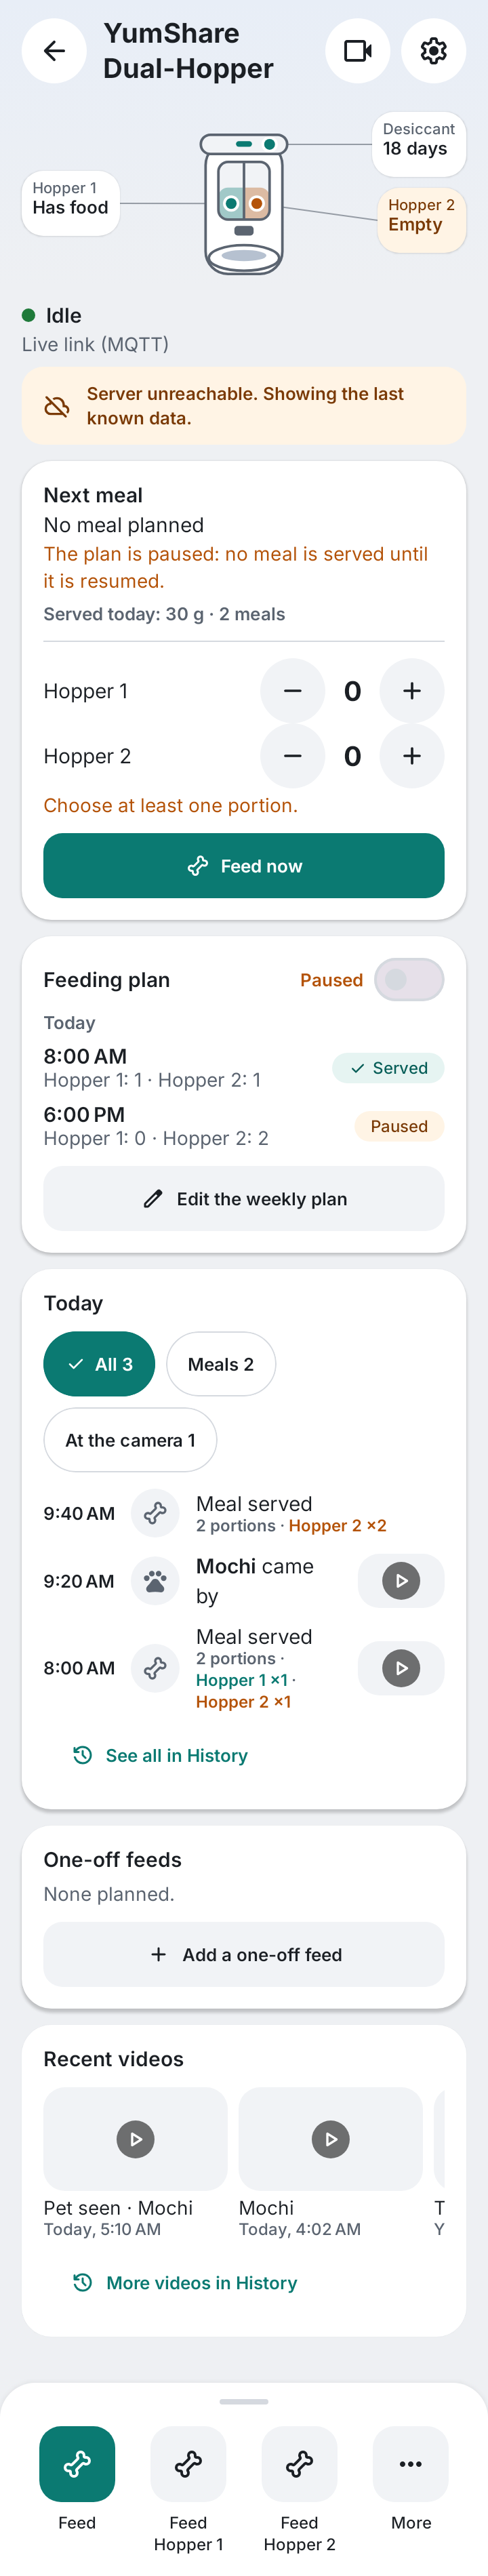 YumShare
Dual-Hopper
Desiccant
18 days
Hopper 1
Has food
Hopper 2
Empty
Idle
Live link (MQTT)
Server unreachable. Showing the last
known data.
Next meal
No meal planned
The plan is paused: no meal is served until
it is resumed.
Served today: 30 g · 2 meals
Hopper 1
0
Hopper 2
0
Choose at least one portion.
Feed now
Feeding plan
Paused
Today
8:00 AM
Hopper 1: 1 · Hopper 2: 1
Served
6:00 PM
Hopper 1: 0 · Hopper 2: 2
Paused
Edit the weekly plan
Today
All 3
Meals 2
At the camera 1
9:40 AM
Meal served
2 portions · Hopper 2 ×2
9:20 AM
Mochi came
by
8:00 AM
Meal served
2 portions ·
Hopper 1 ×1 ·
Hopper 2 ×1
See all in History
One-off feeds
None planned.
Add a one-off feed
Recent videos
Pet seen · Mochi
Today, 5:10 AM
Mochi
Today, 4:02 AM
T
Y
More videos in History
Feed
Feed
Hopper 1
Feed
Hopper 2
More